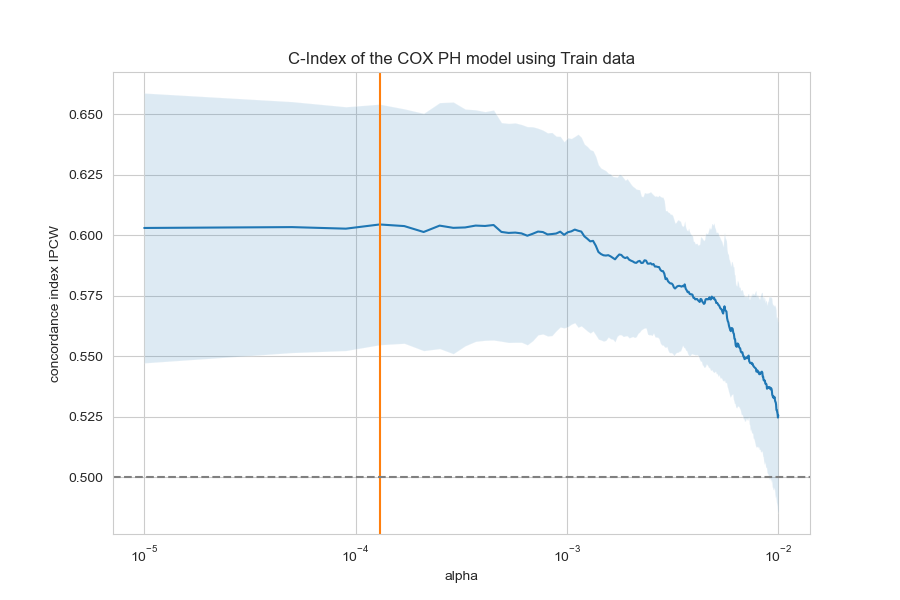 C-Index of the COX PH model using Train data
concordance index IPCW
0.650
0.625
0.600
0.575
0.550
0.525
0.500
10⁻⁵ 10⁻⁴ 10⁻³ 10⁻²
alpha